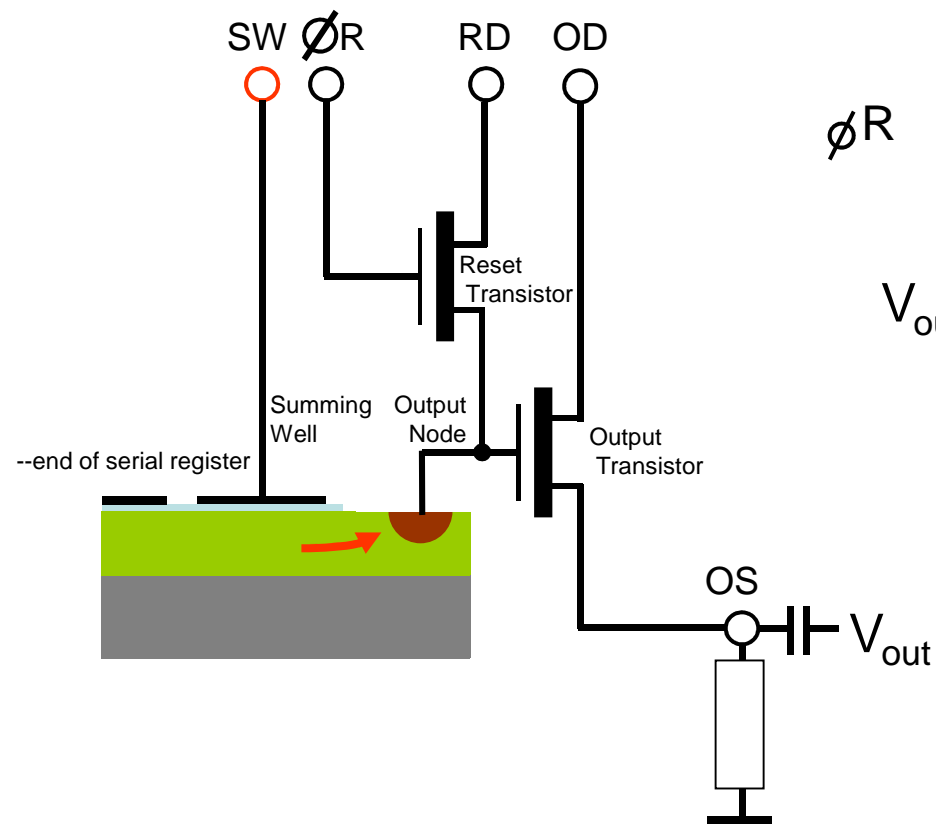 SW ØR RD OD
øR
Reset
Transistor
V
Summing
Well
Output
Node
Output
Transistor
--end of serial register
OS
Vout